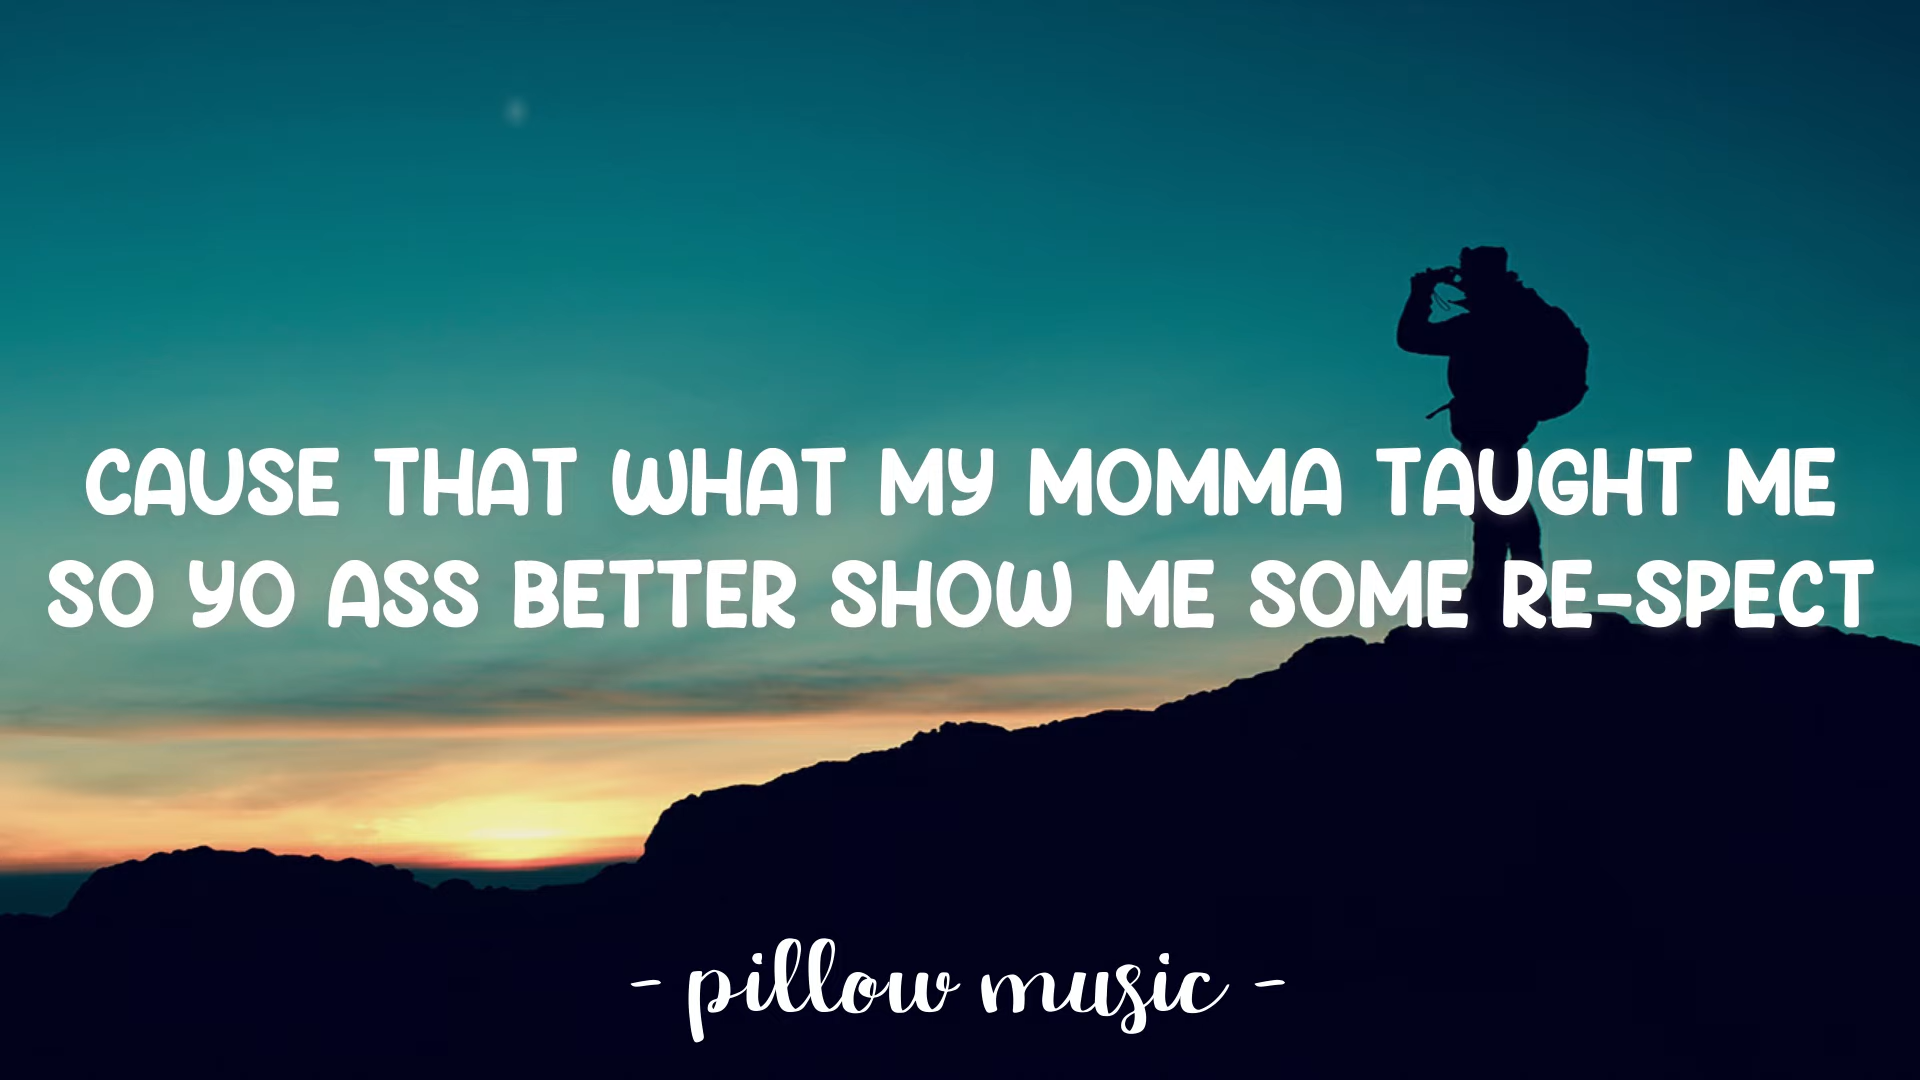 CAUSE THAT WHAT MY MOMMA TAUGHT ME
SO YO ASS BETTER SHOW ME SOME RE-SPECT
- pillow music -